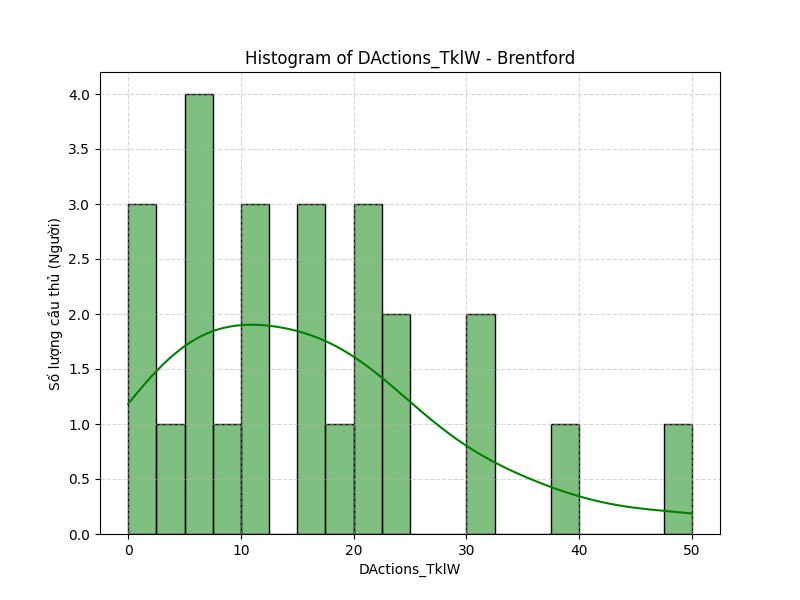 Histogram of DActions_TklW - Brentford
Số lượng cầu thủ (Người)
4.0
3.5
3.0
2.5
2.0
1.5
1.0
0.5
0.0
0 10 20 30 40 50
DActions_TklW